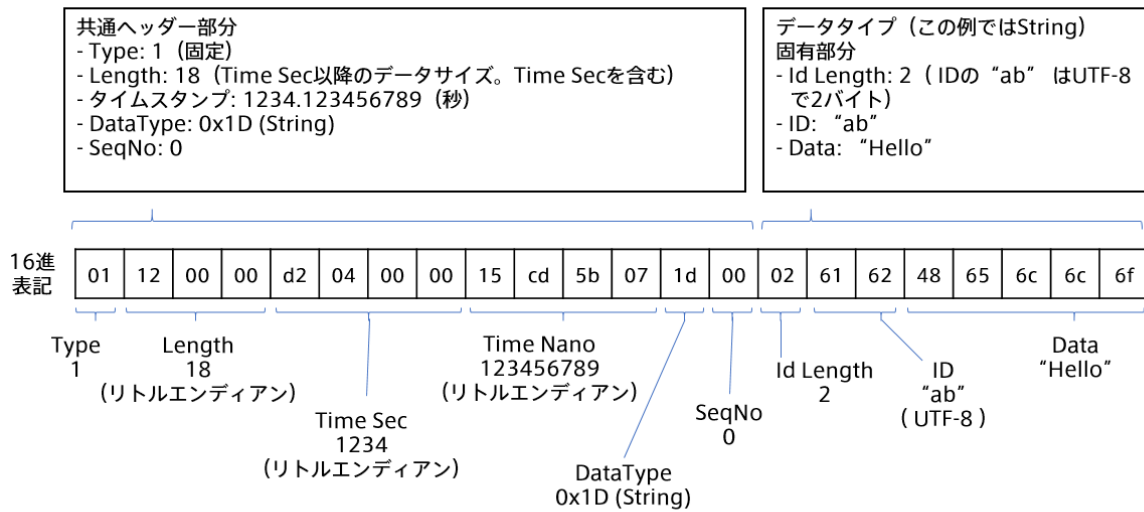 共通ヘッダー部分
- Type: 1（固定）
- Length: 18（Time Sec以降のデータサイズ。Time Secを含む）
- タイムスタンプ: 1234.123456789（秒）
- DataType: 0x1D (String)
- SeqNo: 0
データタイプ（この例ではString）
固有部分
- Id Length: 2（ IDの“ab” はUTF-8
で2バイト）
- ID: “ab”
- Data: “Hello”
16進
表記
01 12 00 00 d2 04 00 00 15 cd 5b 07 1d 00 02 61 62 48 65 6c 6c 6f
Type
1
Length
18
（リトルエンディアン）
Time Sec
1234
（リトルエンディアン）
Time Nano
123456789
（リトルエンディアン）
DataType
0x1D (String)
SeqNo
0
Id Length
2
ID
“ab”
（ UTF-8 ）
Data
“Hello”